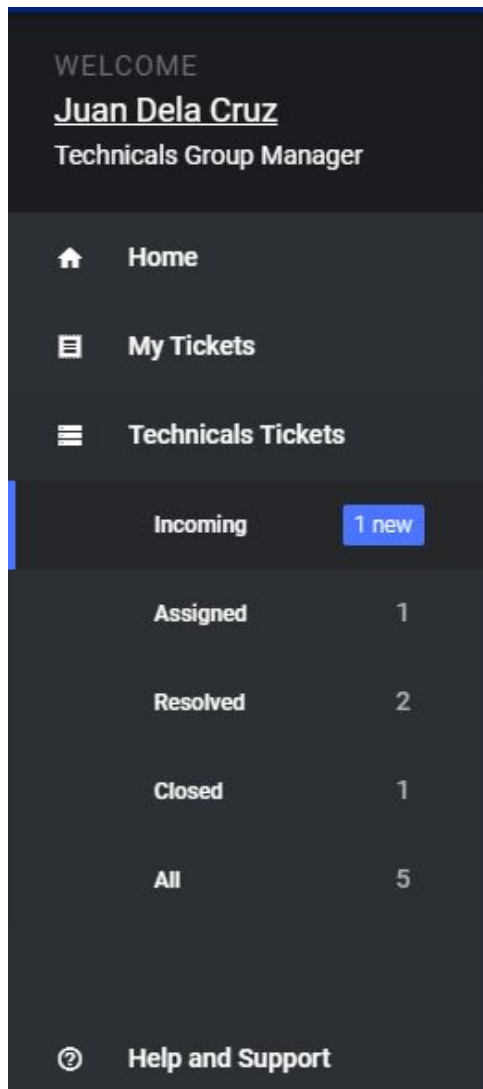 WELCOME
Juan Dela Cruz
Technicals Group Manager
Home
My Tickets
Technicals Tickets
Incoming 1 new
Assigned 1
Resolved 2
Closed 1
All 5
Help and Support